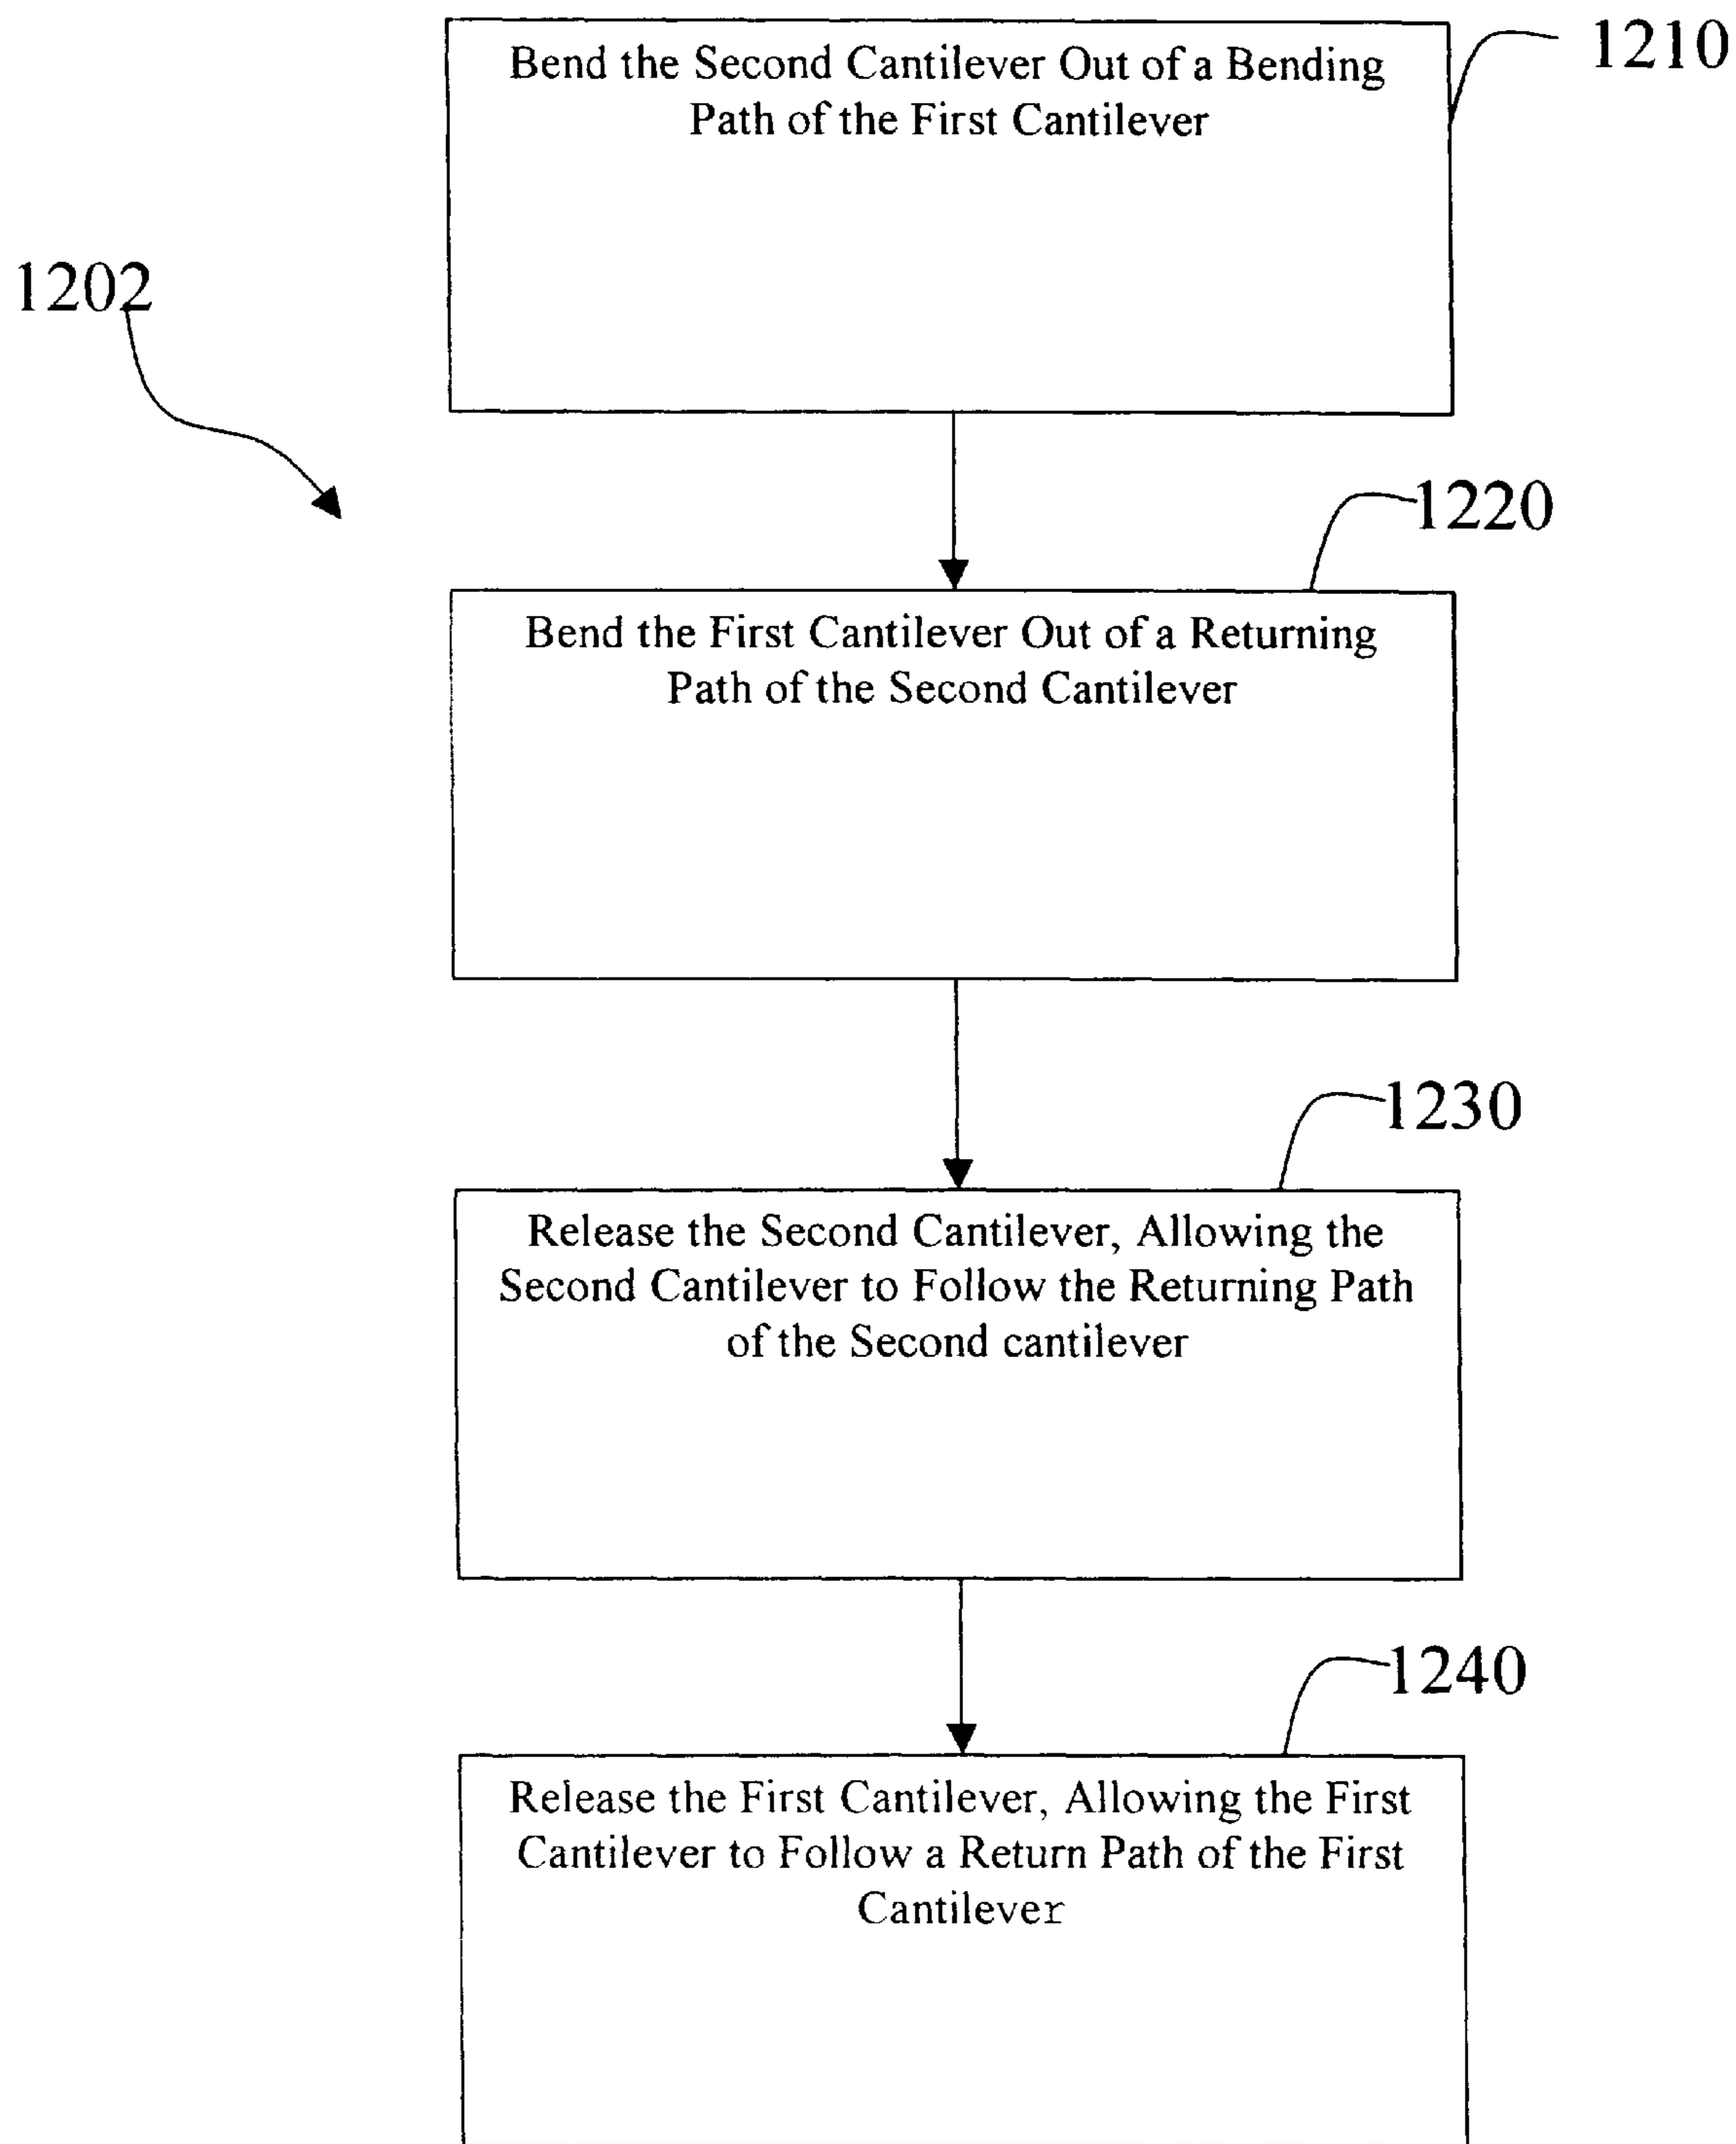 1210
Bend the Second Cantilever Out of a Bending
Path of the First Cantilever
1202
1220
Bend the First Cantilever Out of a Returning
Path of the Second Cantilever
1230
Release the Second Cantilever, Allowing the
Second Cantilever to Follow the Returning Path
of the Second cantilever
1240
Release the First Cantilever, Allowing the First
Cantilever to Follow a Return Path of the First
Cantilever